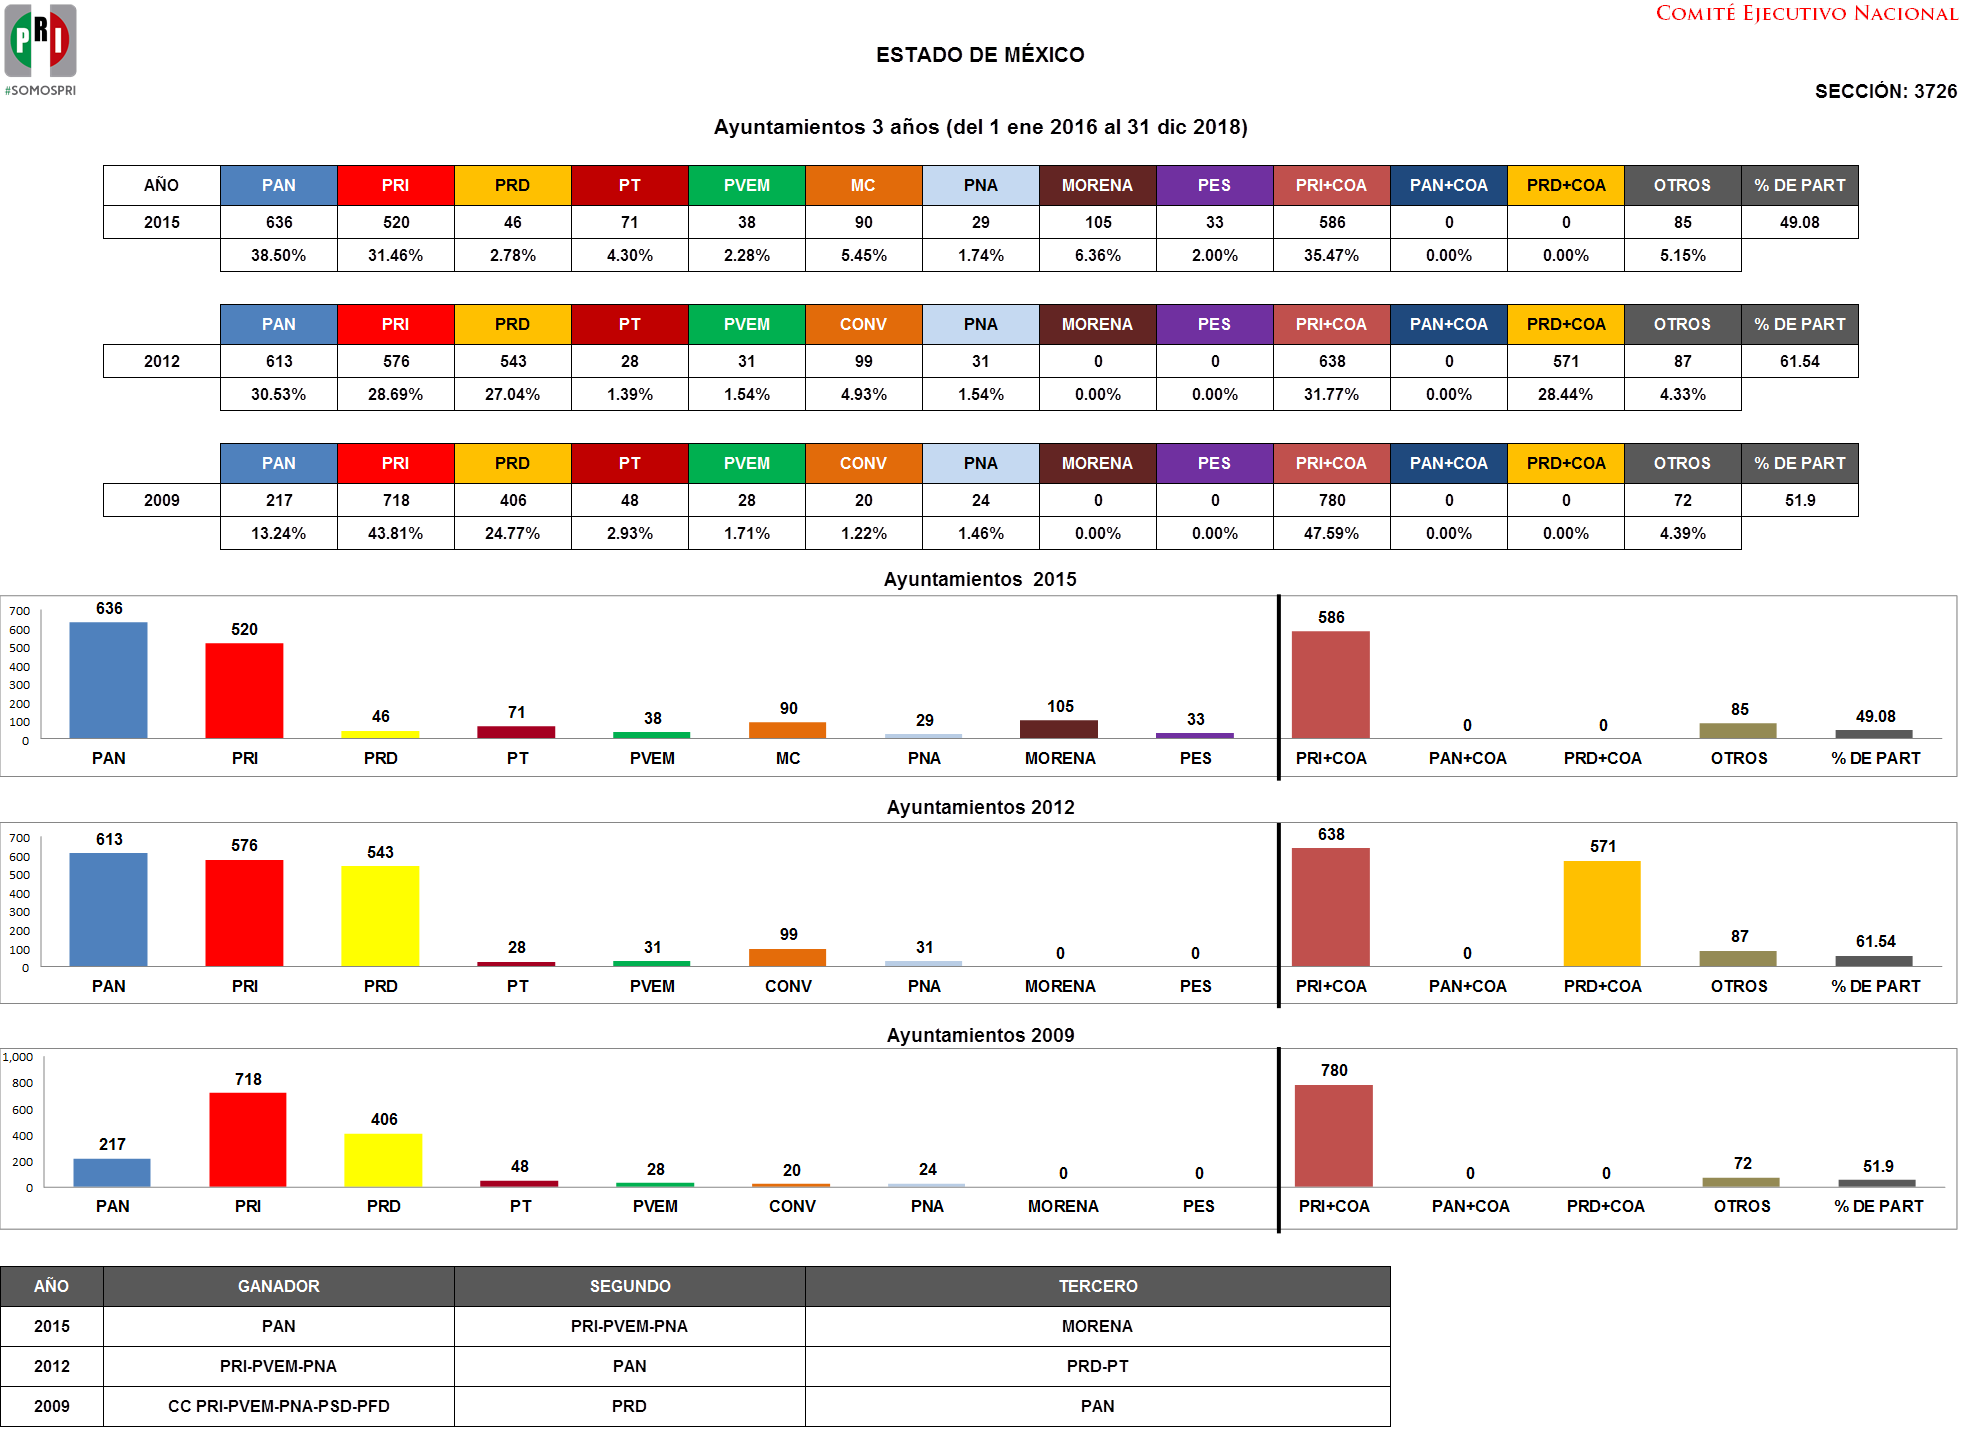 PRI
#SOMOSPRI
COMITÉ EJECUTIVO NACIONAL
ESTADO DE MÉXICO
SECCIÓN: 3726
Ayuntamientos 3 años (del 1 ene 2016 al 31 dic 2018)
AÑO PAN PRI PRD PT PVEM MC PNA MORENA PES PRI+COA PAN+COA PRD+COA OTROS % DE PART
2015 636 520 46 71 38 90 29 105 33 586 0 0 85 49.08
38.50% 31.46% 2.78% 4.30% 2.28% 5.45% 1.74% 6.36% 2.00% 35.47% 0.00% 0.00% 5.15%
PAN PRI PRD PT PVEM CONV PNA MORENA PES PRI+COA PAN+COA PRD+COA OTROS % DE PART
2012 613 576 543 28 31 99 31 0 0 638 0 571 87 61.54
30.53% 28.69% 27.04% 1.39% 1.54% 4.93% 1.54% 0.00% 0.00% 31.77% 0.00% 28.44% 4.33%
PAN PRI PRD PT PVEM CONV PNA MORENA PES PRI+COA PAN+COA PRD+COA OTROS % DE PART
2009 217 718 406 48 28 20 24 0 0 780 0 0 72 51.9
13.24% 43.81% 24.77% 2.93% 1.71% 1.22% 1.46% 0.00% 0.00% 47.59% 0.00% 0.00% 4.39%
Ayuntamientos 2015
700
600
500
400
300
200
100
0
636 520 46 71 38 90 29 105 33 586 0 0 85 49.08
PAN PRI PRD PT PVEM MC PNA MORENA PES PRI+COA PAN+COA PRD+COA OTROS % DE PART
Ayuntamientos 2012
700
600
500
400
300
200
100
0
613 576 543 28 31 99 31 0 0 638 0 571 87 61.54
PAN PRI PRD PT PVEM CONV PNA MORENA PES PRI+COA PAN+COA PRD+COA OTROS % DE PART
Ayuntamientos 2009
1,000
800
600
400
200
0
217 718 406 48 28 20 24 0 0 780 0 0 72 51.9
PAN PRI PRD PT PVEM CONV PNA MORENA PES PRI+COA PAN+COA PRD+COA OTROS % DE PART
AÑO GANADOR SEGUNDO TERCERO
2015 PAN PRI-PVEM-PNA MORENA
2012 PRI-PVEM-PNA PAN PRD-PT
2009 CC PRI-PVEM-PNA-PSD-PFD PRD PAN